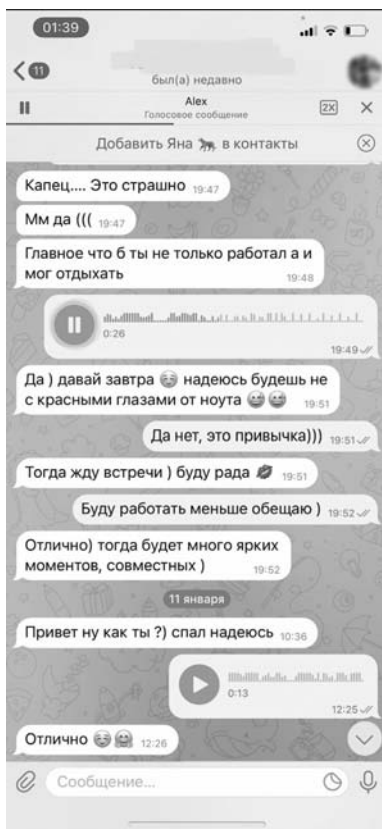 01:39
11
был(а) недавно
Alex
Голосовое сообщение
2X
Добавить Яна 🐆 в контакты
Капец.... Это страшно 19:47
Мм да ((( 19:47
Главное что б ты не только работал а и
мог отдыхать 19:48
0:26
19:49
Да ) давай завтра ☺️ надеюсь будешь не
с красными глазами от ноута 😅😅 19:51
Да нет, это привычка))) 19:51
Тогда жду встречи ) буду рада 💋 19:51
Буду работать меньше обещаю ) 19:52
Отлично) тогда будет много ярких
моментов, совместных ) 19:52
11 января
Привет ну как ты ?) спал надеюсь 10:36
0:13
12:25
Отлично ☺️🤗 12:26
Сообщение...